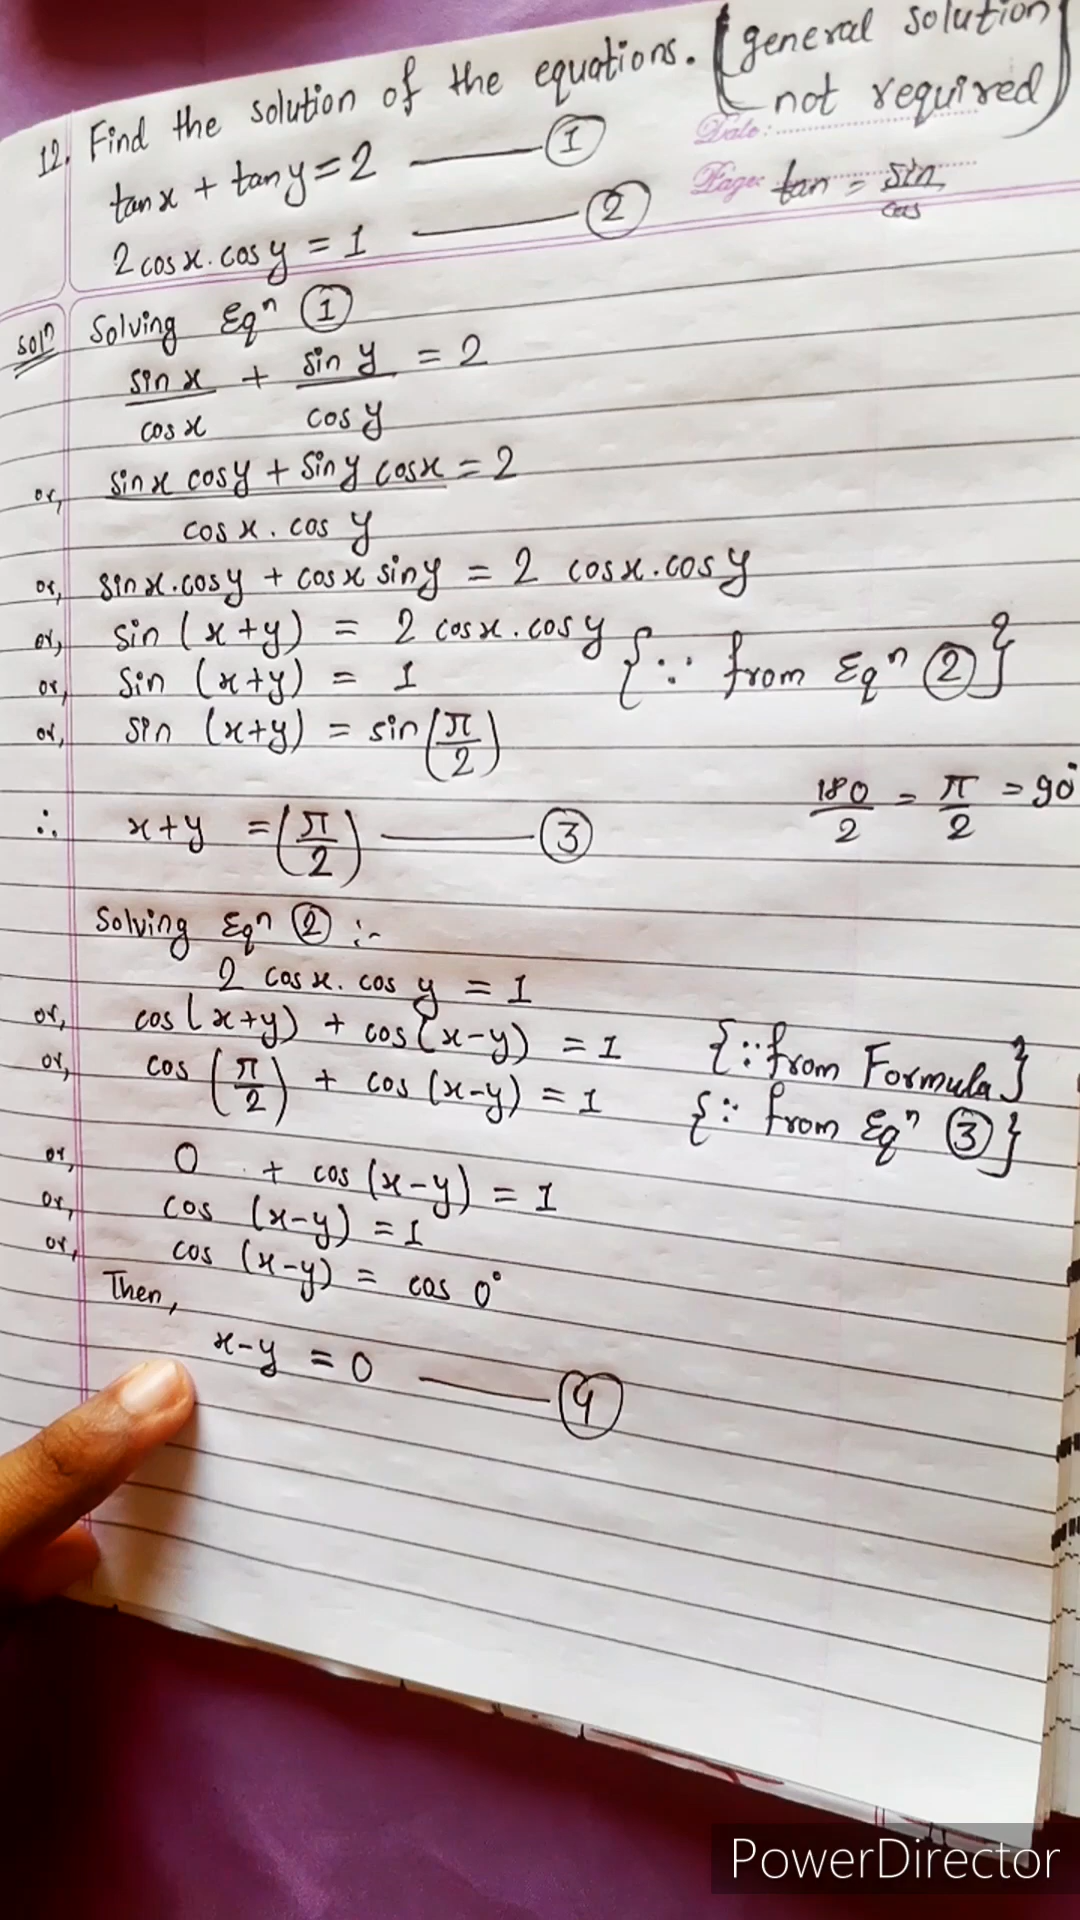 12. Find the solution of the equations. (general solution
not required)
tan x + tan y = 2 ——— ①
Date:
Page:
tan = sin/cos
2 cos x . cos y = 1 ——— ②
Solⁿ Solving Eqⁿ ①
sin x/cos x + sin y/cos y = 2
or, (sin x cos y + sin y cos x)/(cos x . cos y) = 2
or, sin x . cos y + cos x sin y = 2 cos x . cos y
or, sin (x+y) = 2 cos x . cos y
or, sin (x+y) = 1 {∵ from Eqⁿ ②}
or, sin (x+y) = sin (π/2)
180/2 = π/2 = 90°
∴ x+y = (π/2) ——— ③
Solving Eqⁿ ② :-
2 cos x . cos y = 1
or, cos (x+y) + cos (x-y) = 1 {∵ from Formula}
or, cos (π/2) + cos (x-y) = 1 {∵ from Eqⁿ ③}
or, 0 + cos (x-y) = 1
or, cos (x-y) = 1
or, cos (x-y) = cos 0°
Then,
x-y = 0 ——— ④
PowerDirector